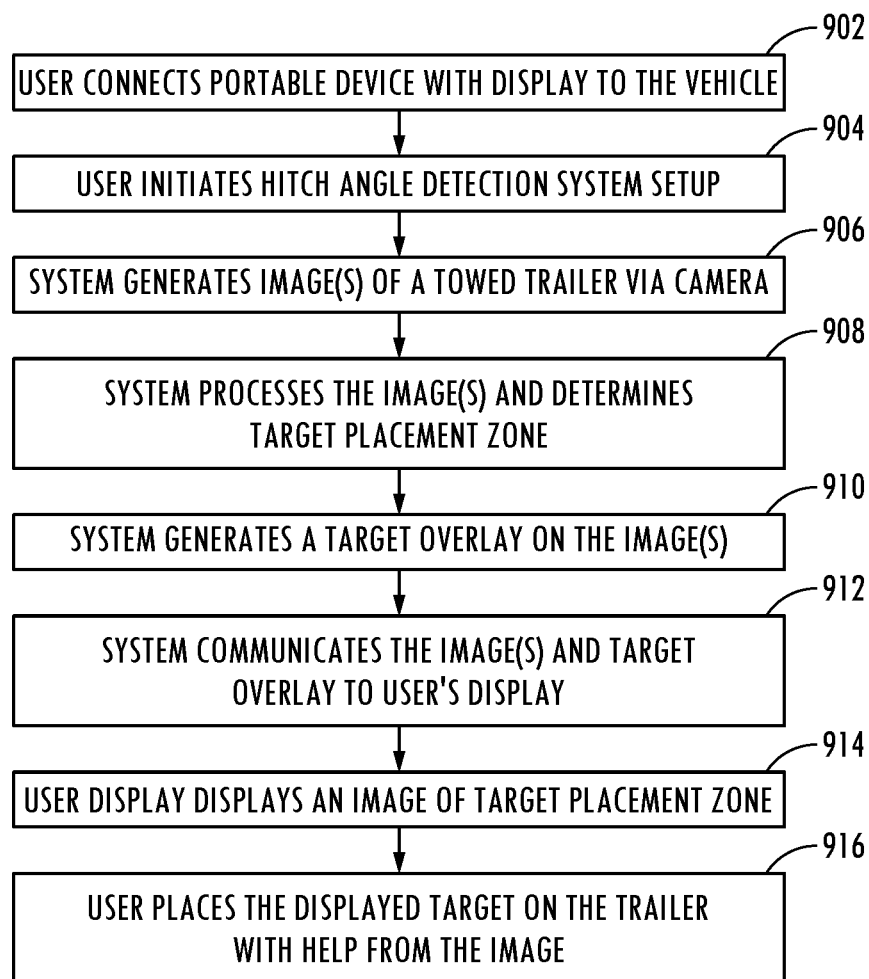 902
USER CONNECTS PORTABLE DEVICE WITH DISPLAY TO THE VEHICLE
904
USER INITIATES HITCH ANGLE DETECTION SYSTEM SETUP
906
SYSTEM GENERATES IMAGE(S) OF A TOWED TRAILER VIA CAMERA
908
SYSTEM PROCESSES THE IMAGE(S) AND DETERMINES
TARGET PLACEMENT ZONE
910
SYSTEM GENERATES A TARGET OVERLAY ON THE IMAGE(S)
912
SYSTEM COMMUNICATES THE IMAGE(S) AND TARGET
OVERLAY TO USER'S DISPLAY
914
USER DISPLAY DISPLAYS AN IMAGE OF TARGET PLACEMENT ZONE
916
USER PLACES THE DISPLAYED TARGET ON THE TRAILER
WITH HELP FROM THE IMAGE